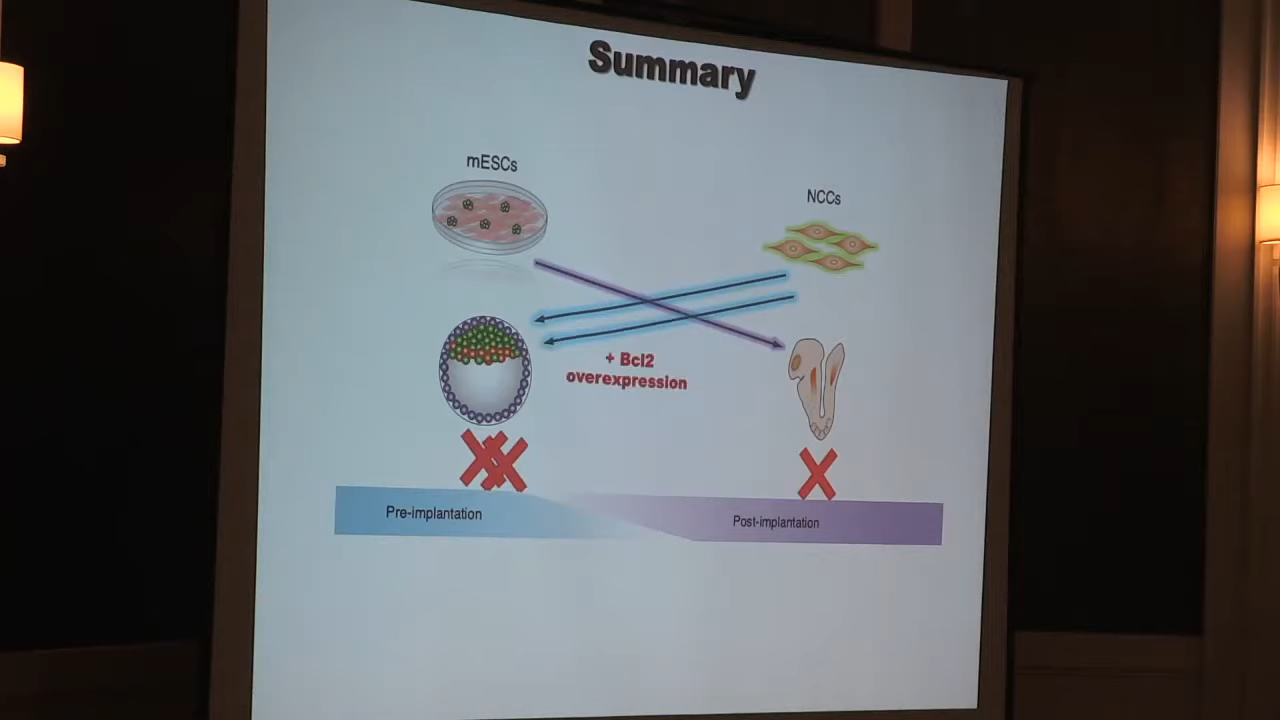 Summary
mESCs
NCCs
+ Bcl2
overexpression
Pre-implantation
Post-implantation